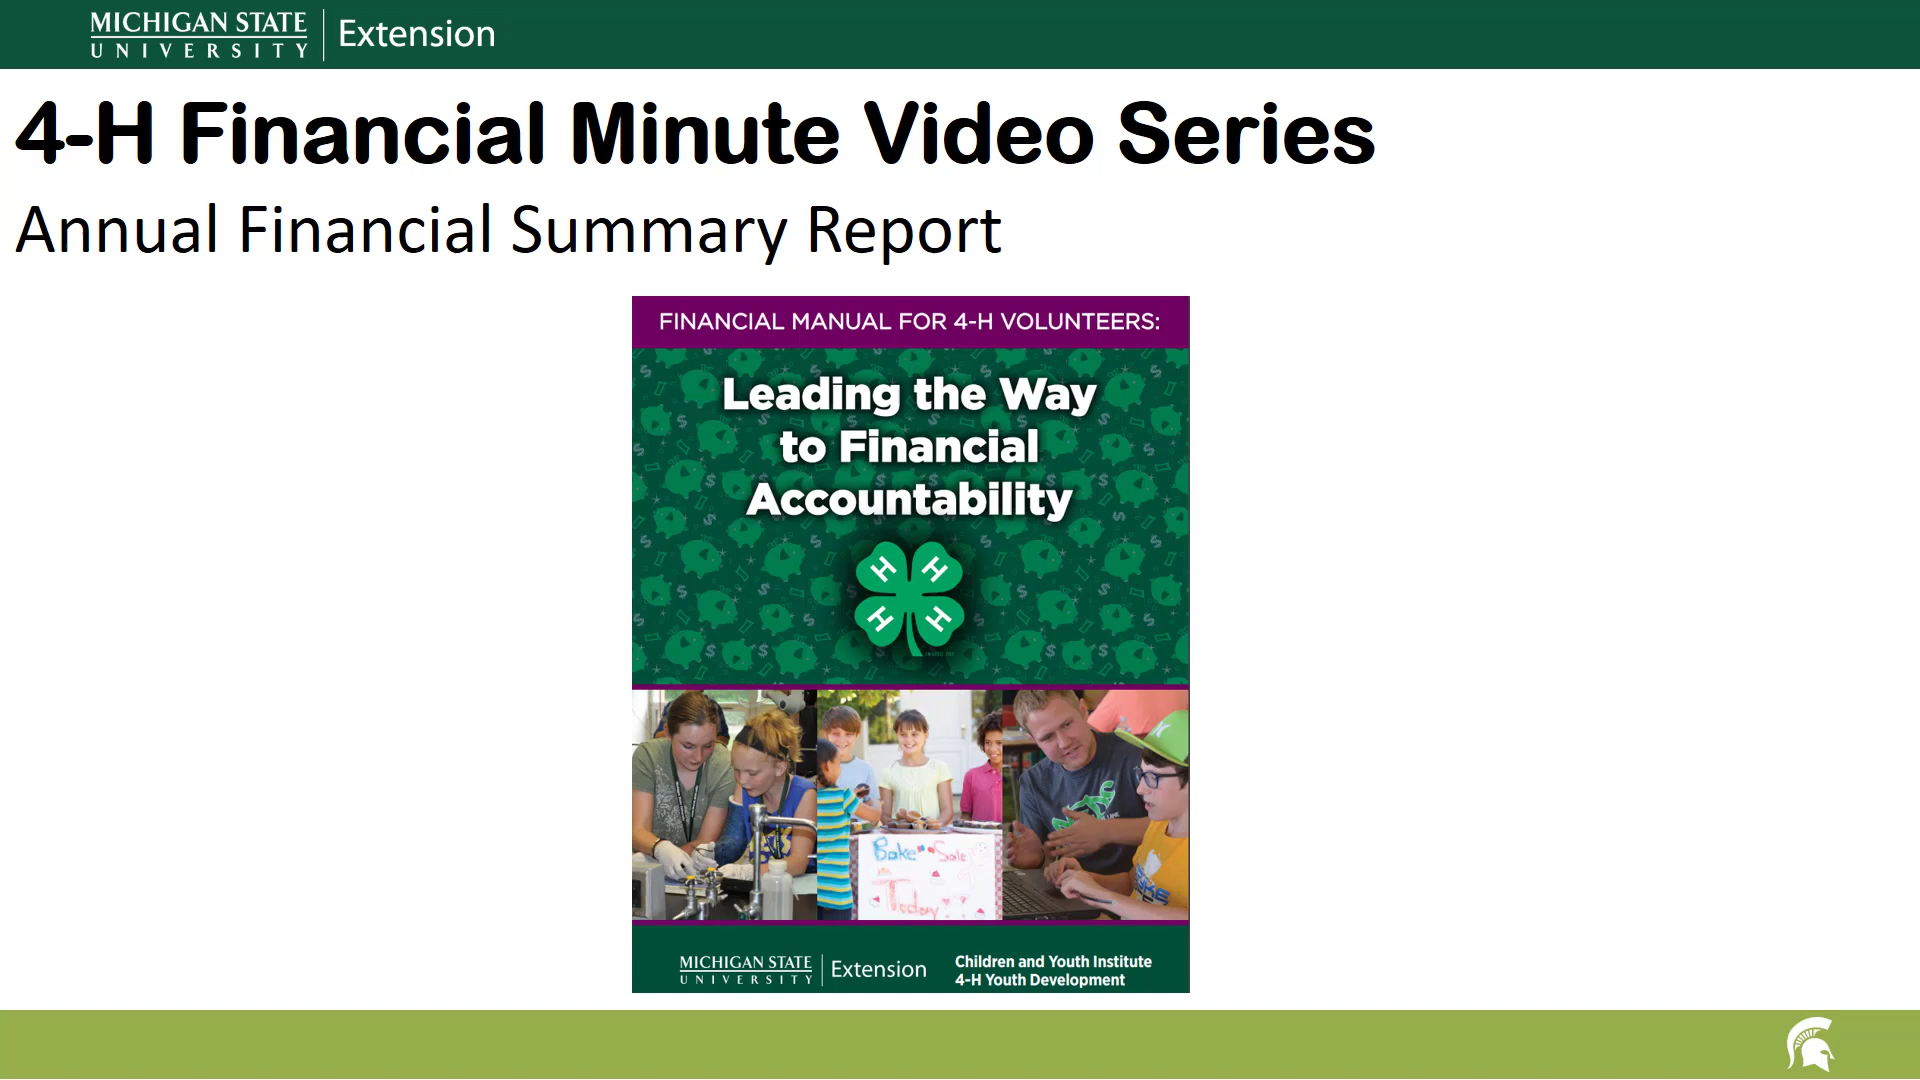 MICHIGAN STATE
UNIVERSITY
Extension
4-H Financial Minute Video Series
Annual Financial Summary Report
FINANCIAL MANUAL FOR 4-H VOLUNTEERS:
Leading the Way
to Financial
Accountability
H H
H H
Bake Sale
Today
MICHIGAN STATE
UNIVERSITY
Extension
Children and Youth Institute
4-H Youth Development